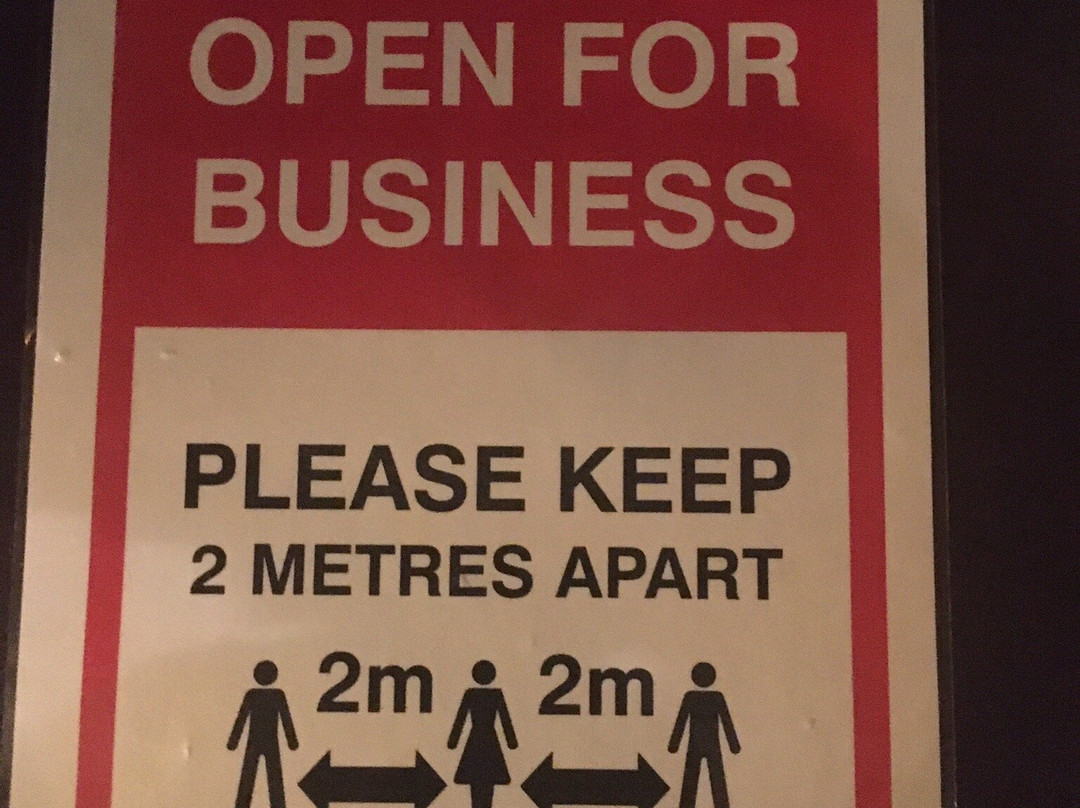 OPEN FOR
BUSINESS
PLEASE KEEP
2 METRES APART
2m 2m